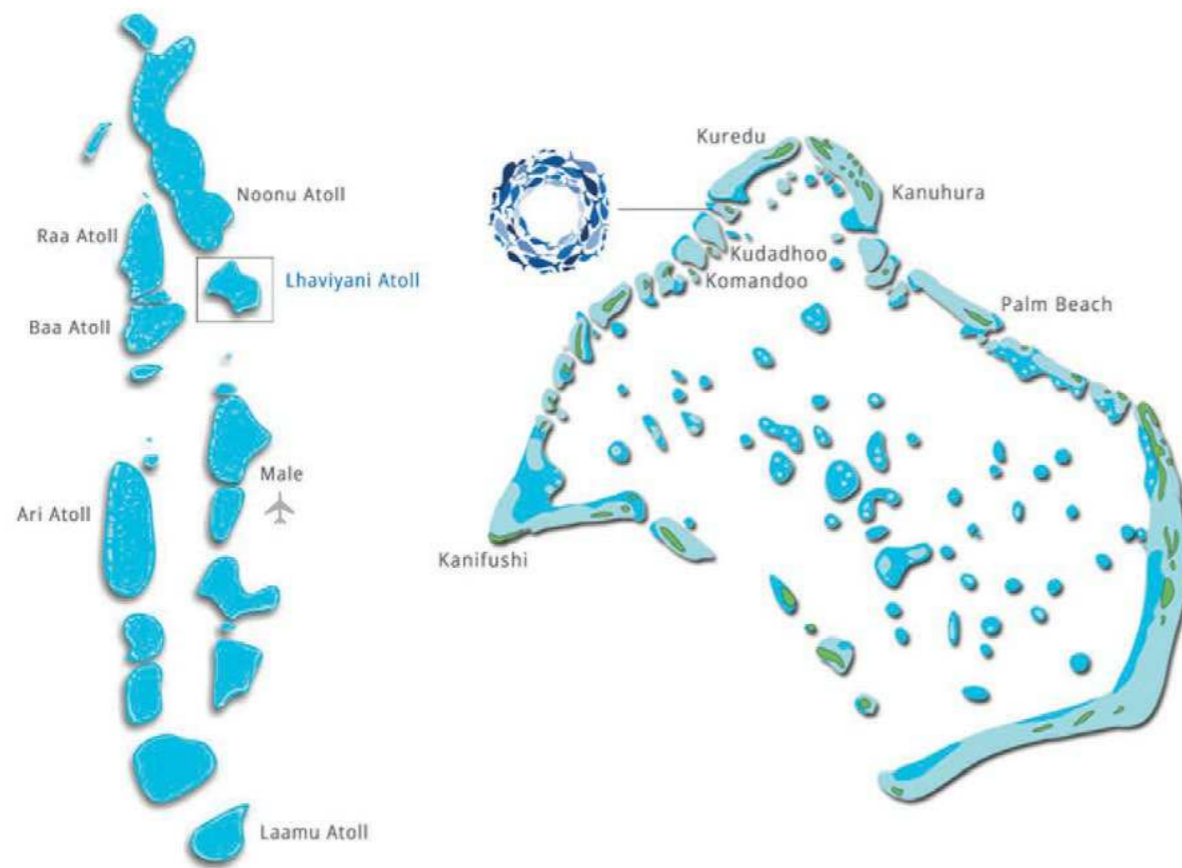 Noonu Atoll
Raa Atoll
Lhaviyani Atoll
Baa Atoll
Male
Ari Atoll
Laamu Atoll
Kuredu
Kanuhura
Kudadhoo
Komandoo
Palm Beach
Kanifushi